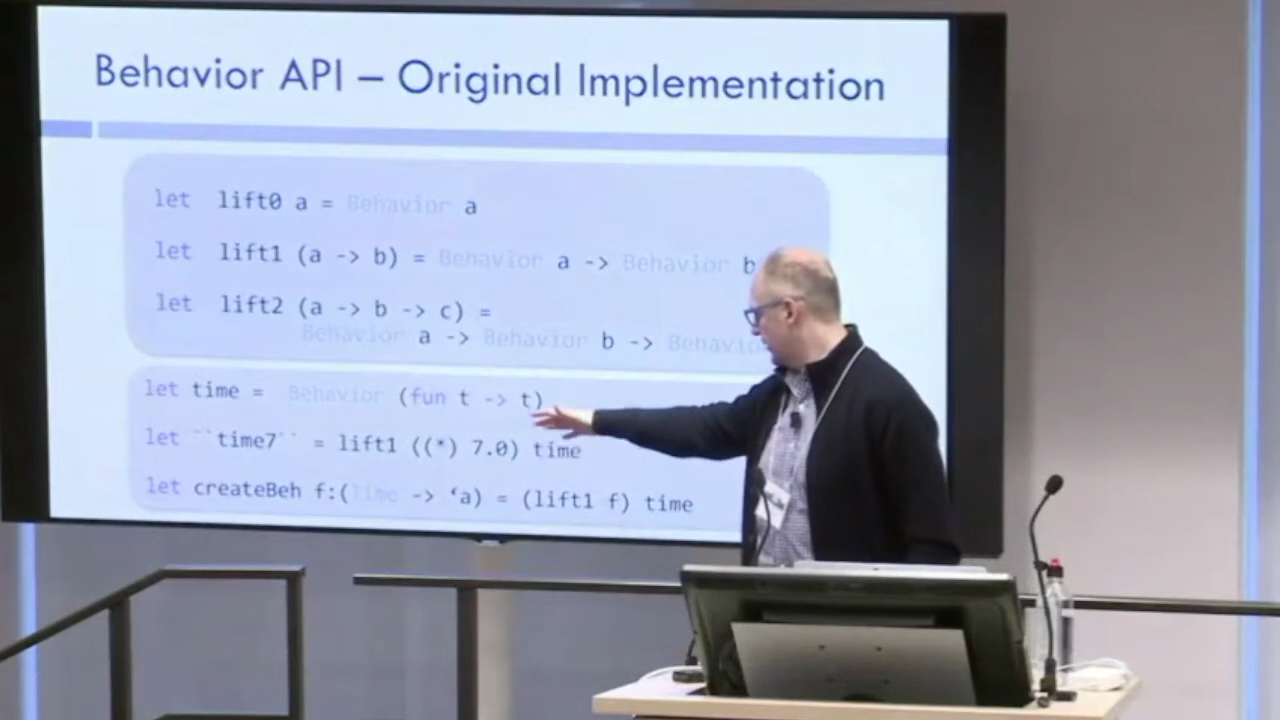 Behavior API – Original Implementation
let lift0 a = Behavior a
let lift1 (a -> b) = Behavior a -> Behavior b
let lift2 (a -> b -> c) =
Behavior a -> Behavior b -> Behavio
let time = Behavior (fun t -> t)
let ``time7`` = lift1 ((*) 7.0) time
let createBeh f:(Time -> ‘a) = (lift1 f) time